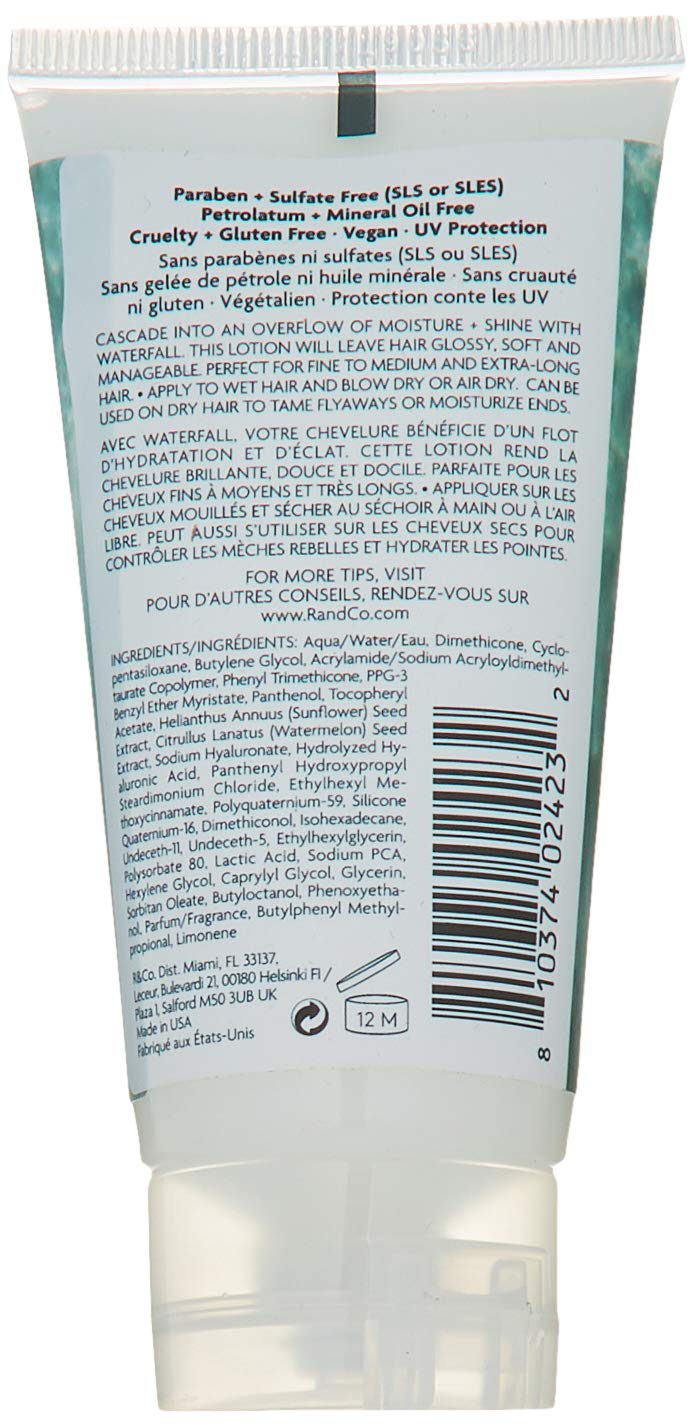 Paraben + Sulfate Free (SLS or SLES)
Petrolatum + Mineral Oil Free
Cruelty + Gluten Free · Vegan · UV Protection
Sans parabènes ni sulfates (SLS ou SLES)
Sans gelée de pétrole ni huile minérale · Sans cruauté
ni gluten · Végétalien · Protection conte les UV
CASCADE INTO AN OVERFLOW OF MOISTURE + SHINE WITH
WATERFALL. THIS LOTION WILL LEAVE HAIR GLOSSY, SOFT AND
MANAGEABLE. PERFECT FOR FINE TO MEDIUM AND EXTRA-LONG
HAIR. • APPLY TO WET HAIR AND BLOW DRY OR AIR DRY. CAN BE
USED ON DRY HAIR TO TAME FLYAWAYS OR MOISTURIZE ENDS.
AVEC WATERFALL, VOTRE CHEVELURE BÉNÉFICIE D'UN FLOT
D'HYDRATATION ET D'ÉCLAT. CETTE LOTION REND LA
CHEVELURE BRILLANTE, DOUCE ET DOCILE. PARFAITE POUR LES
CHEVEUX FINS À MOYENS ET TRÈS LONGS. • APPLIQUER SUR LES
CHEVEUX MOUILLÉS ET SÉCHER AU SÉCHOIR À MAIN OU À L'AIR
LIBRE. PEUT AUSSI S'UTILISER SUR LES CHEVEUX SECS POUR
CONTRÔLER LES MÈCHES REBELLES ET HYDRATER LES POINTES.
FOR MORE TIPS, VISIT
POUR D'AUTRES CONSEILS, RENDEZ-VOUS SUR
www.RandCo.com
INGREDIENTS/INGRÉDIENTS: Aqua/Water/Eau, Dimethicone, Cyclo-
pentasiloxane, Butylene Glycol, Acrylamide/Sodium Acryloyldimethyl-
taurate Copolymer, Phenyl Trimethicone, PPG-3
Benzyl Ether Myristate, Panthenol, Tocopheryl
Acetate, Helianthus Annuus (Sunflower) Seed
Extract, Citrullus Lanatus (Watermelon) Seed
Extract, Sodium Hyaluronate, Hydrolyzed Hy-
aluronic Acid, Panthenyl Hydroxypropyl
Steardimonium Chloride, Ethylhexyl Me-
thoxycinnamate, Polyquaternium-59, Silicone
Quaternium-16, Dimethiconol, Isohexadecane,
Undeceth-11, Undeceth-5, Ethylhexylglycerin,
Polysorbate 80, Lactic Acid, Sodium PCA,
Hexylene Glycol, Caprylyl Glycol, Glycerin,
Sorbitan Oleate, Butyloctanol, Phenoxyetha-
nol, Parfum/Fragrance, Butylphenyl Methyl-
propional, Limonene
R&Co. Dist. Miami, FL 33137.
Leceur, Bulevardi 21, 00180 Helsinki FI /
Plaza 1, Salford M50 3UB UK
Made in USA
Fabriqué aux États-Unis
12 M
8 10374 02423 2